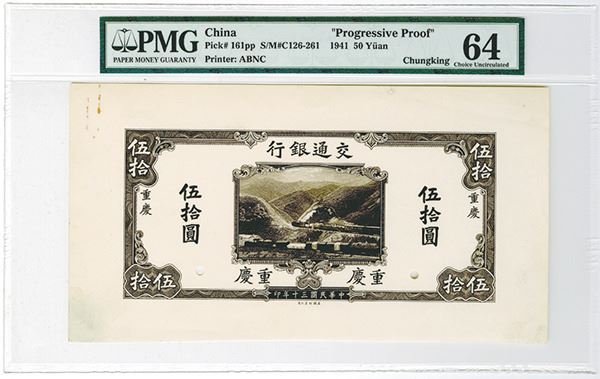 PMG
PAPER MONEY GUARANTY
China "Progressive Proof"
Pick# 161pp S/M#C126-261 1941 50 Yüan
Printer: ABNC Chungking
64
Choice Uncirculated
行銀通交
伍拾
伍拾
重慶
重慶
伍拾圓
伍拾圓
慶重
慶重
拾伍
拾伍
印年十三國民華中